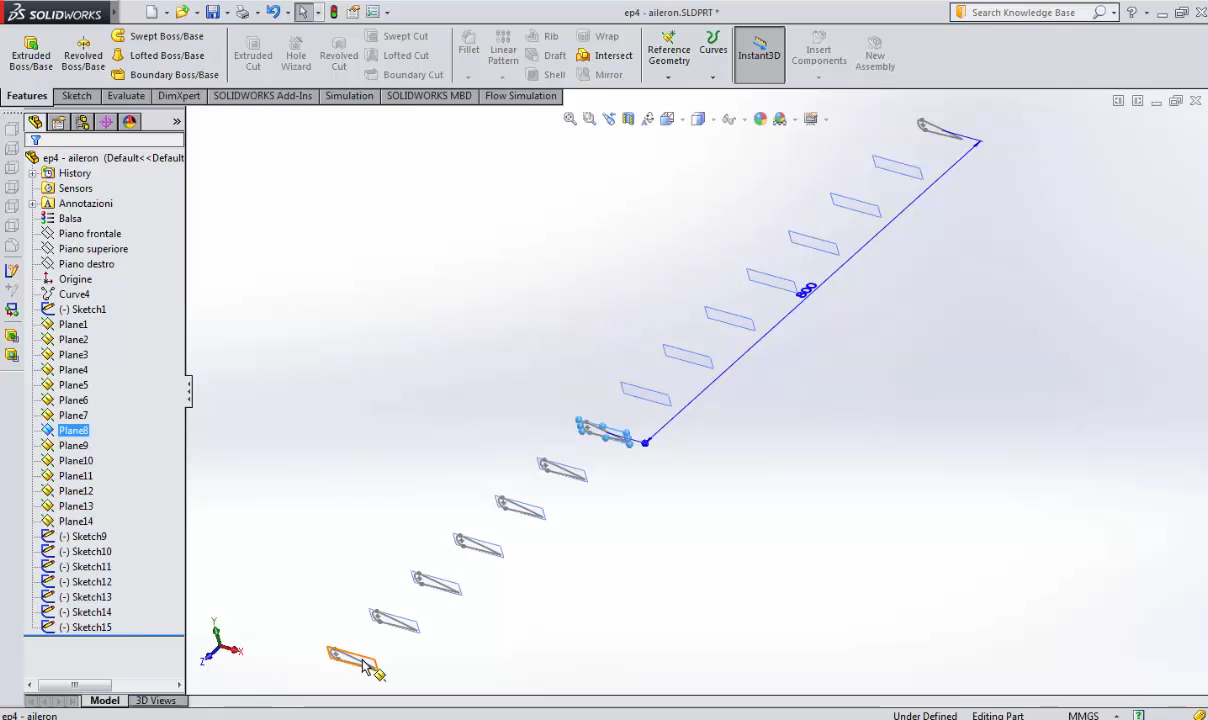 SOLIDWORKS
ep4 - aileron.SLDPRT *
Search Knowledge Base
Extruded Boss/Base
Revolved Boss/Base
Swept Boss/Base
Lofted Boss/Base
Boundary Boss/Base
Extruded Cut
Hole Wizard
Revolved Cut
Swept Cut
Lofted Cut
Boundary Cut
Fillet
Linear Pattern
Rib
Draft
Shell
Wrap
Intersect
Mirror
Reference Geometry
Curves
Instant3D
Insert Components
New Assembly
Features
Sketch
Evaluate
DimXpert
SOLIDWORKS Add-Ins
Simulation
SOLIDWORKS MBD
Flow Simulation
ep4 - aileron (Default<<Default
History
Sensors
Annotazioni
Balsa
Piano frontale
Piano superiore
Piano destro
Origine
Curve4
(-) Sketch1
Plane1
Plane2
Plane3
Plane4
Plane5
Plane6
Plane7
Plane8
Plane9
Plane10
Plane11
Plane12
Plane13
Plane14
(-) Sketch9
(-) Sketch10
(-) Sketch11
(-) Sketch12
(-) Sketch13
(-) Sketch14
(-) Sketch15
800
Y
X
Z
Model
3D Views
ep4 - aileron
Under Defined
Editing Part
MMGS